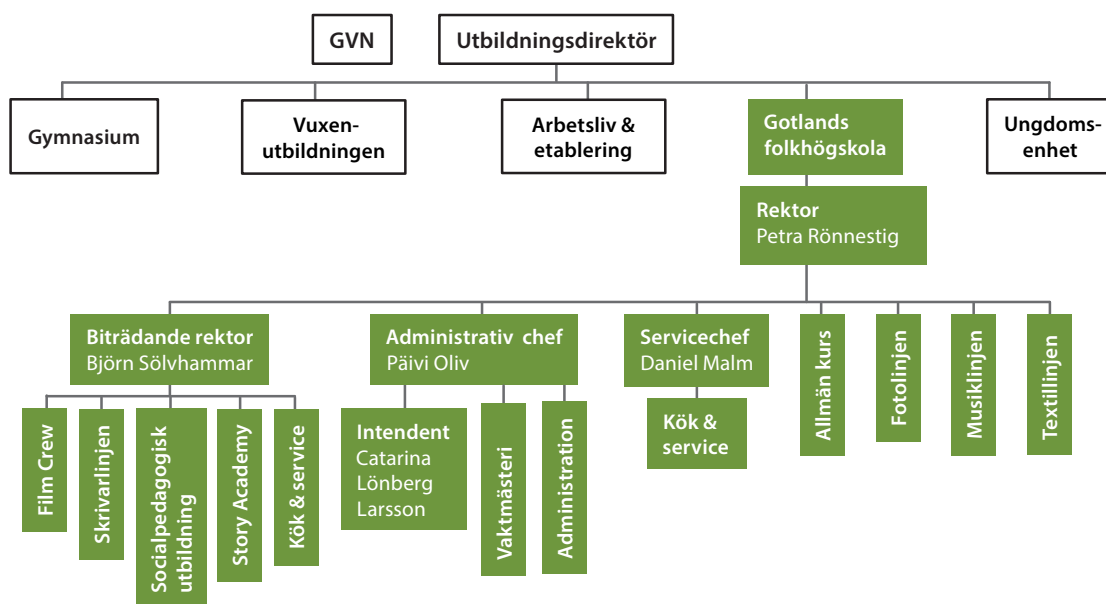 GVN
Utbildningsdirektör
Gymnasium
Vuxen-
utbildningen
Arbetsliv &
etablering
Gotlands
folkhögskola
Ungdoms-
enhet
Rektor
Petra Rönnestig
Biträdande rektor
Björn Sölvhammar
Administrativ chef
Päivi Oliv
Servicechef
Daniel Malm
Allmän kurs
Fotolinjen
Musiklinjen
Textillinjen
Film Crew
Skrivarlinjen
Socialpedagogisk
utbildning
Story Academy
Kök & service
Intendent
Catarina
Lönberg
Larsson
Vaktmästeri
Administration
Kök &
service